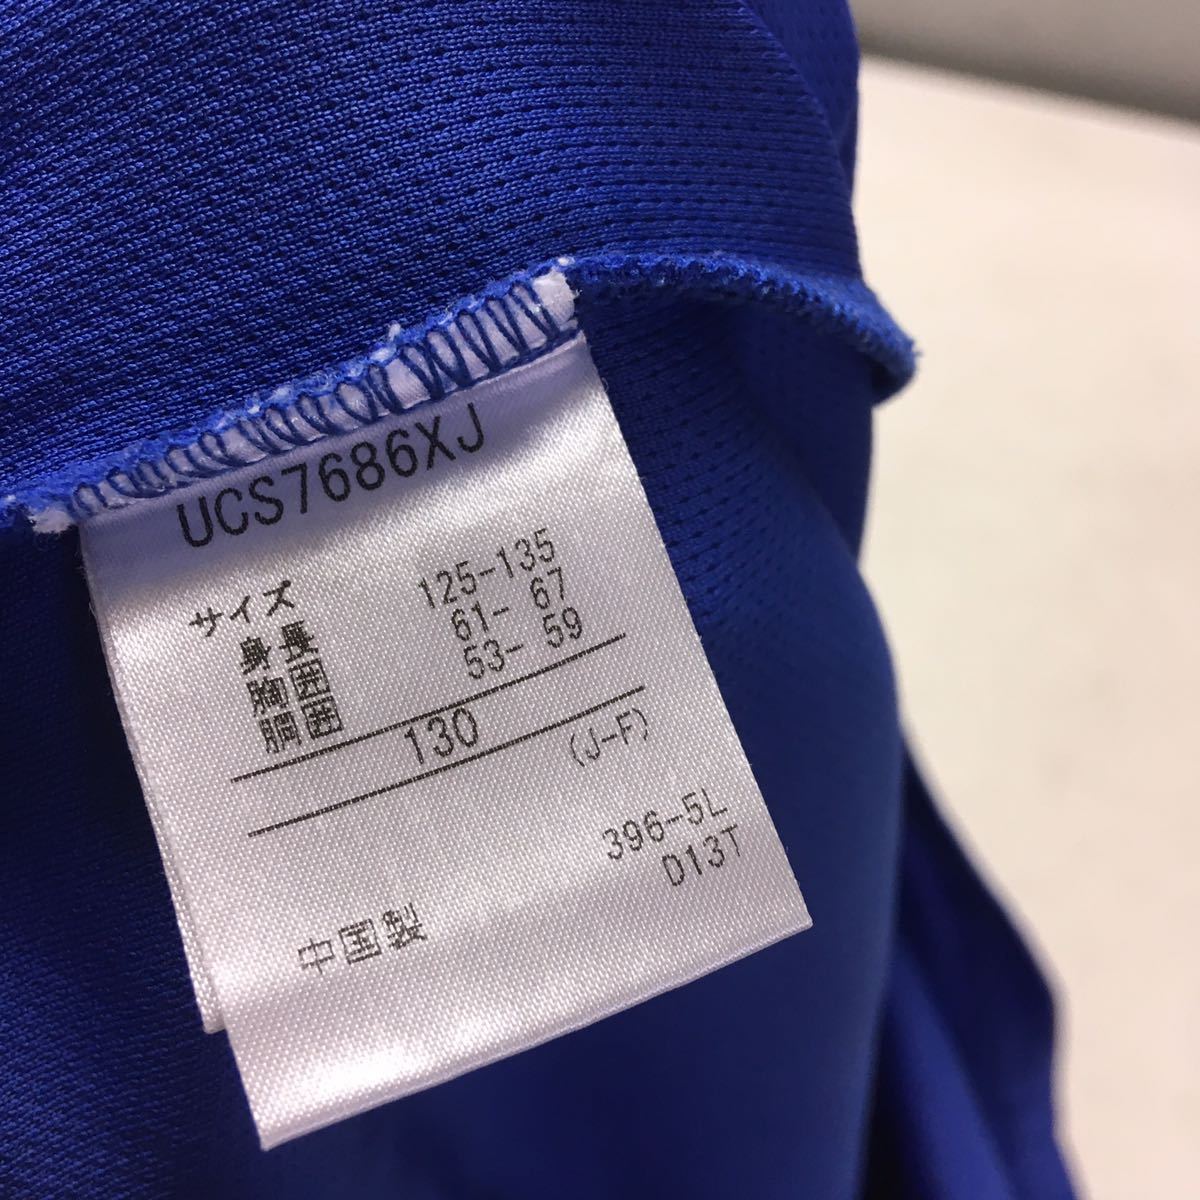 UCS7686XJ
サイズ
身長 125-135
胸囲 61- 67
胴囲 53- 59
130
(J-F)
396-5L
D13T
中国製